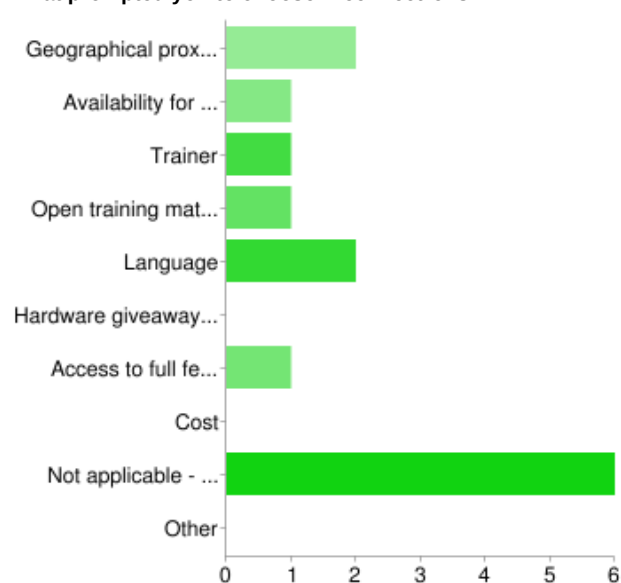 Geographical prox...
Availability for ...
Trainer
Open training mat...
Language
Hardware giveaway...
Access to full fe...
Cost
Not applicable - ...
Other
0 1 2 3 4 5 6